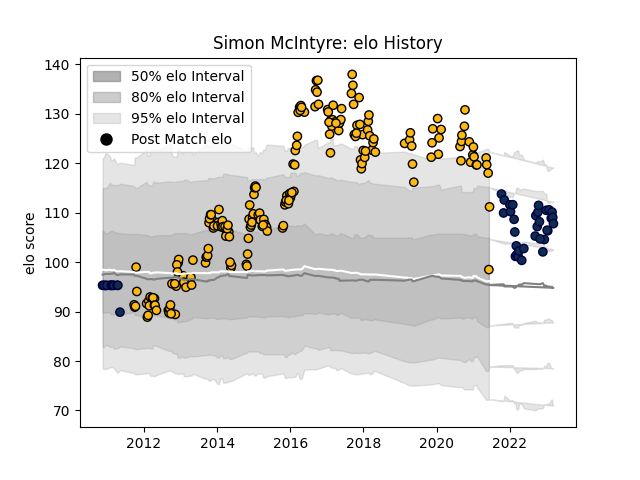 Simon McIntyre: elo History
50% elo Interval
80% elo Interval
95% elo Interval
Post Match elo
elo score
140
130
120
110
100
90
80
70
2012
2014
2016
2018
2020
2022